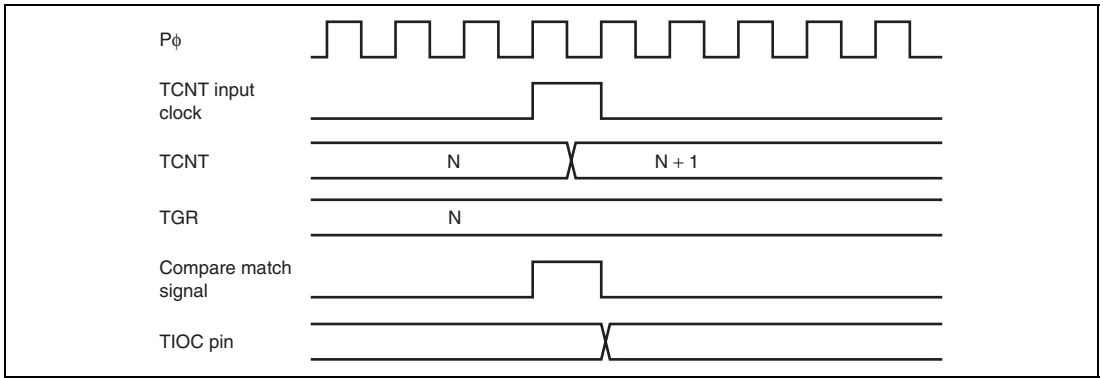 Pϕ
TCNT input
clock
TCNT
N
N + 1
TGR
N
Compare match
signal
TIOC pin